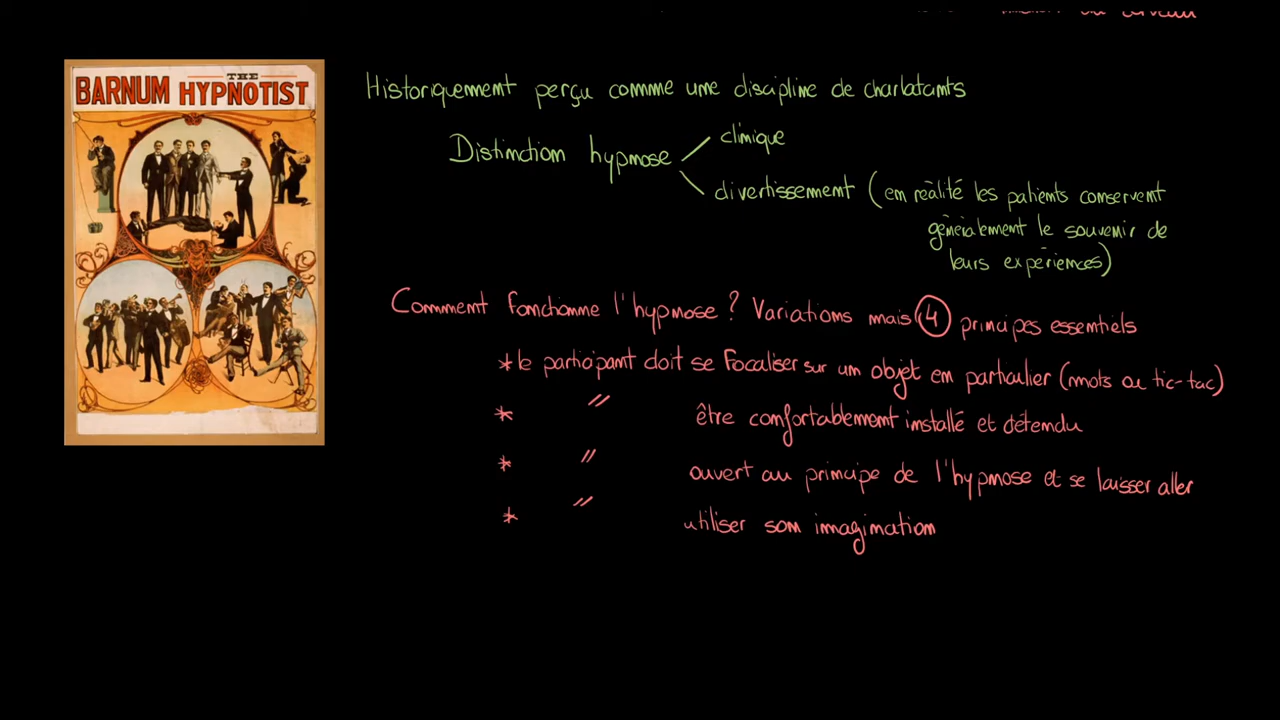 cerveau
BARNUM THE HYPNOTIST
Historiquement perçu comme une discipline de charlatants
Distinction hypnose
clinique
divertissement (en réalité les patients conservent
généralement le souvenir de
leurs expériences)
Comment fonctionne l'hypnose ? Variations mais 4 principes essentiels
* le participant doit se focaliser sur un objet en particulier (mots ou tic-tac)
* " être comfortablement installé et détendu
* " ouvert au principe de l'hypnose et se laisser aller
* " utiliser son imagination